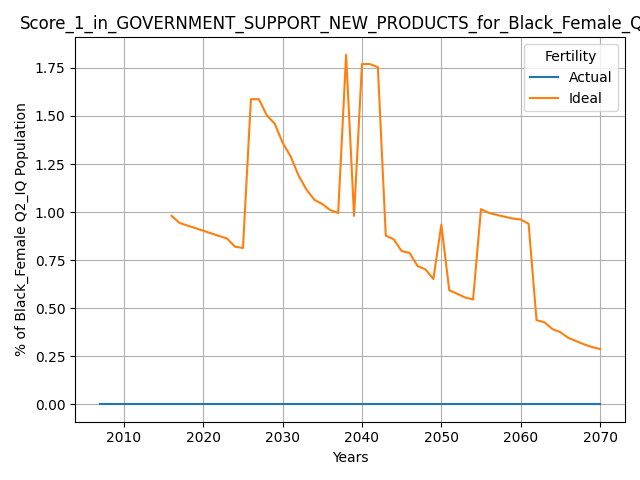 Score_1_in_GOVERNMENT_SUPPORT_NEW_PRODUCTS_for_Black_Female_Q
Fertility
Actual
Ideal
% of Black_Female Q2_IQ Population
1.75
1.50
1.25
1.00
0.75
0.50
0.25
0.00
2010 2020 2030 2040 2050 2060 2070
Years